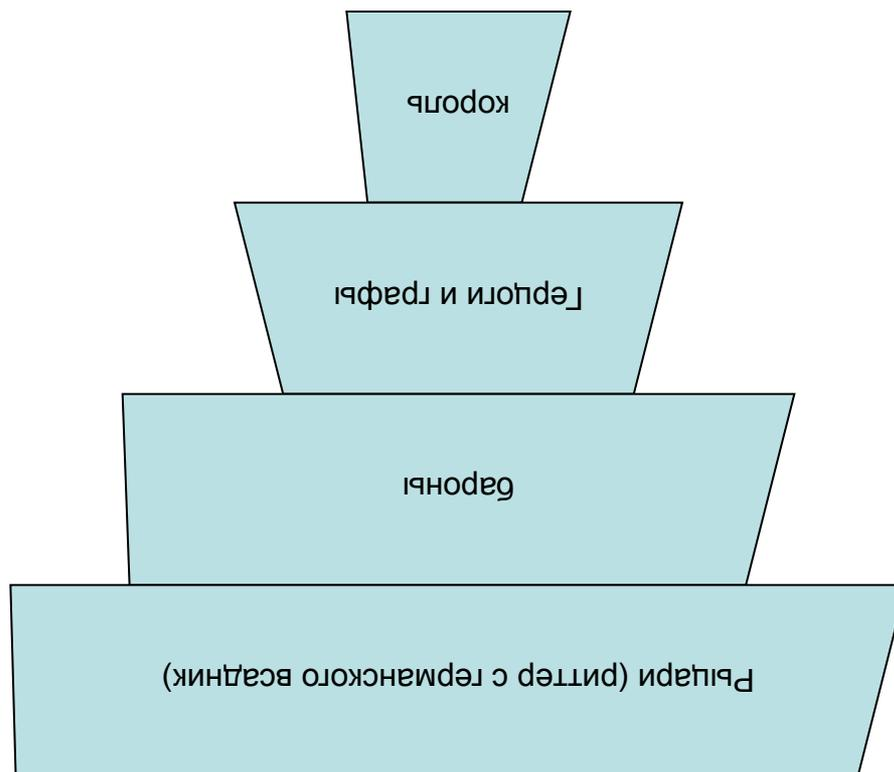 король
Герцоги и графы
бароны
Рыцари (риттер с германского всадник)